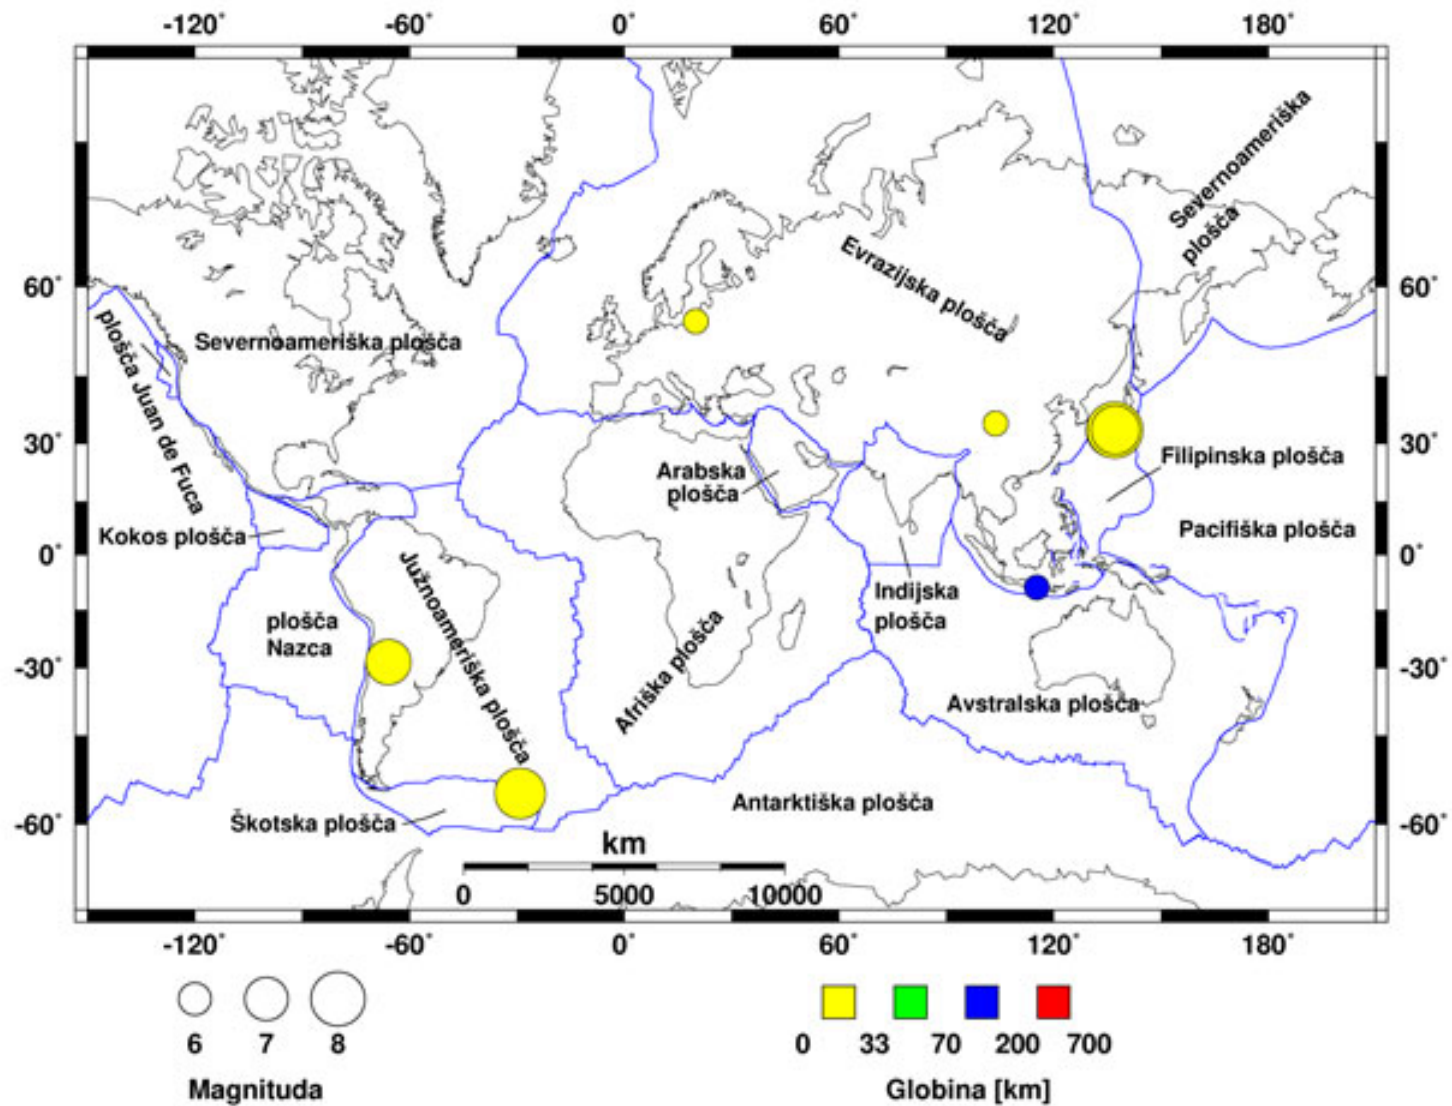 -120° -60° 0° 60° 120° 180°
Severnoameriška
plošča
Evrazijska plošča
60° 60°
Severnoameriška plošča
plošča Juan de Fuca
30° 30°
Filipinska plošča
Arabska
plošča
Pacifiška plošča
Kokos plošča
0° 0°
Južnoameriška plošča
Indijska
plošča
plošča
Nazca
Afriška plošča
-30° -30°
Avstralska plošča
Antarktiška plošča
Škotska plošča
-60° -60°
km
0 5000 10000
-120° -60° 0° 60° 120° 180°
6 7 8
Magnituda
0 33 70 200 700
Globina [km]